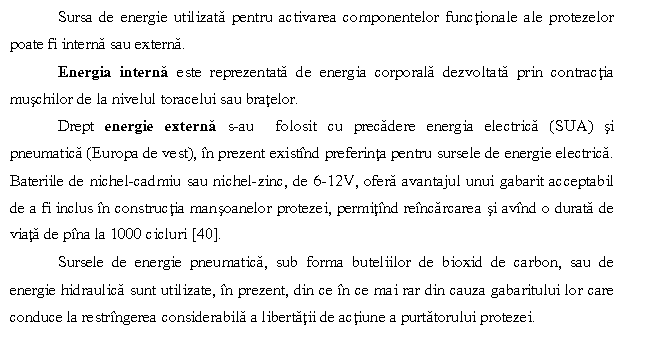 Sursa de energie utilizată pentru activarea componentelor funcţionale ale protezelor
poate fi internă sau externă.
Energia internă este reprezentată de energia corporală dezvoltată prin contracţia
muşchilor de la nivelul toracelui sau braţelor.
Drept energie externă s-au folosit cu precădere energia electrică (SUA) şi
pneumatică (Europa de vest), în prezent existînd preferinţa pentru sursele de energie electrică.
Bateriile de nichel-cadmiu sau nichel-zinc, de 6-12V, oferă avantajul unui gabarit acceptabil
de a fi inclus în construcţia manşoanelor protezei, permiţînd reîncărcarea şi avînd o durată de
viaţă de pîna la 1000 cicluri [40].
Sursele de energie pneumatică, sub forma buteliilor de bioxid de carbon, sau de
energie hidraulică sunt utilizate, în prezent, din ce în ce mai rar din cauza gabaritului lor care
conduce la restrîngerea considerabilă a libertăţii de acţiune a purtătorului protezei.